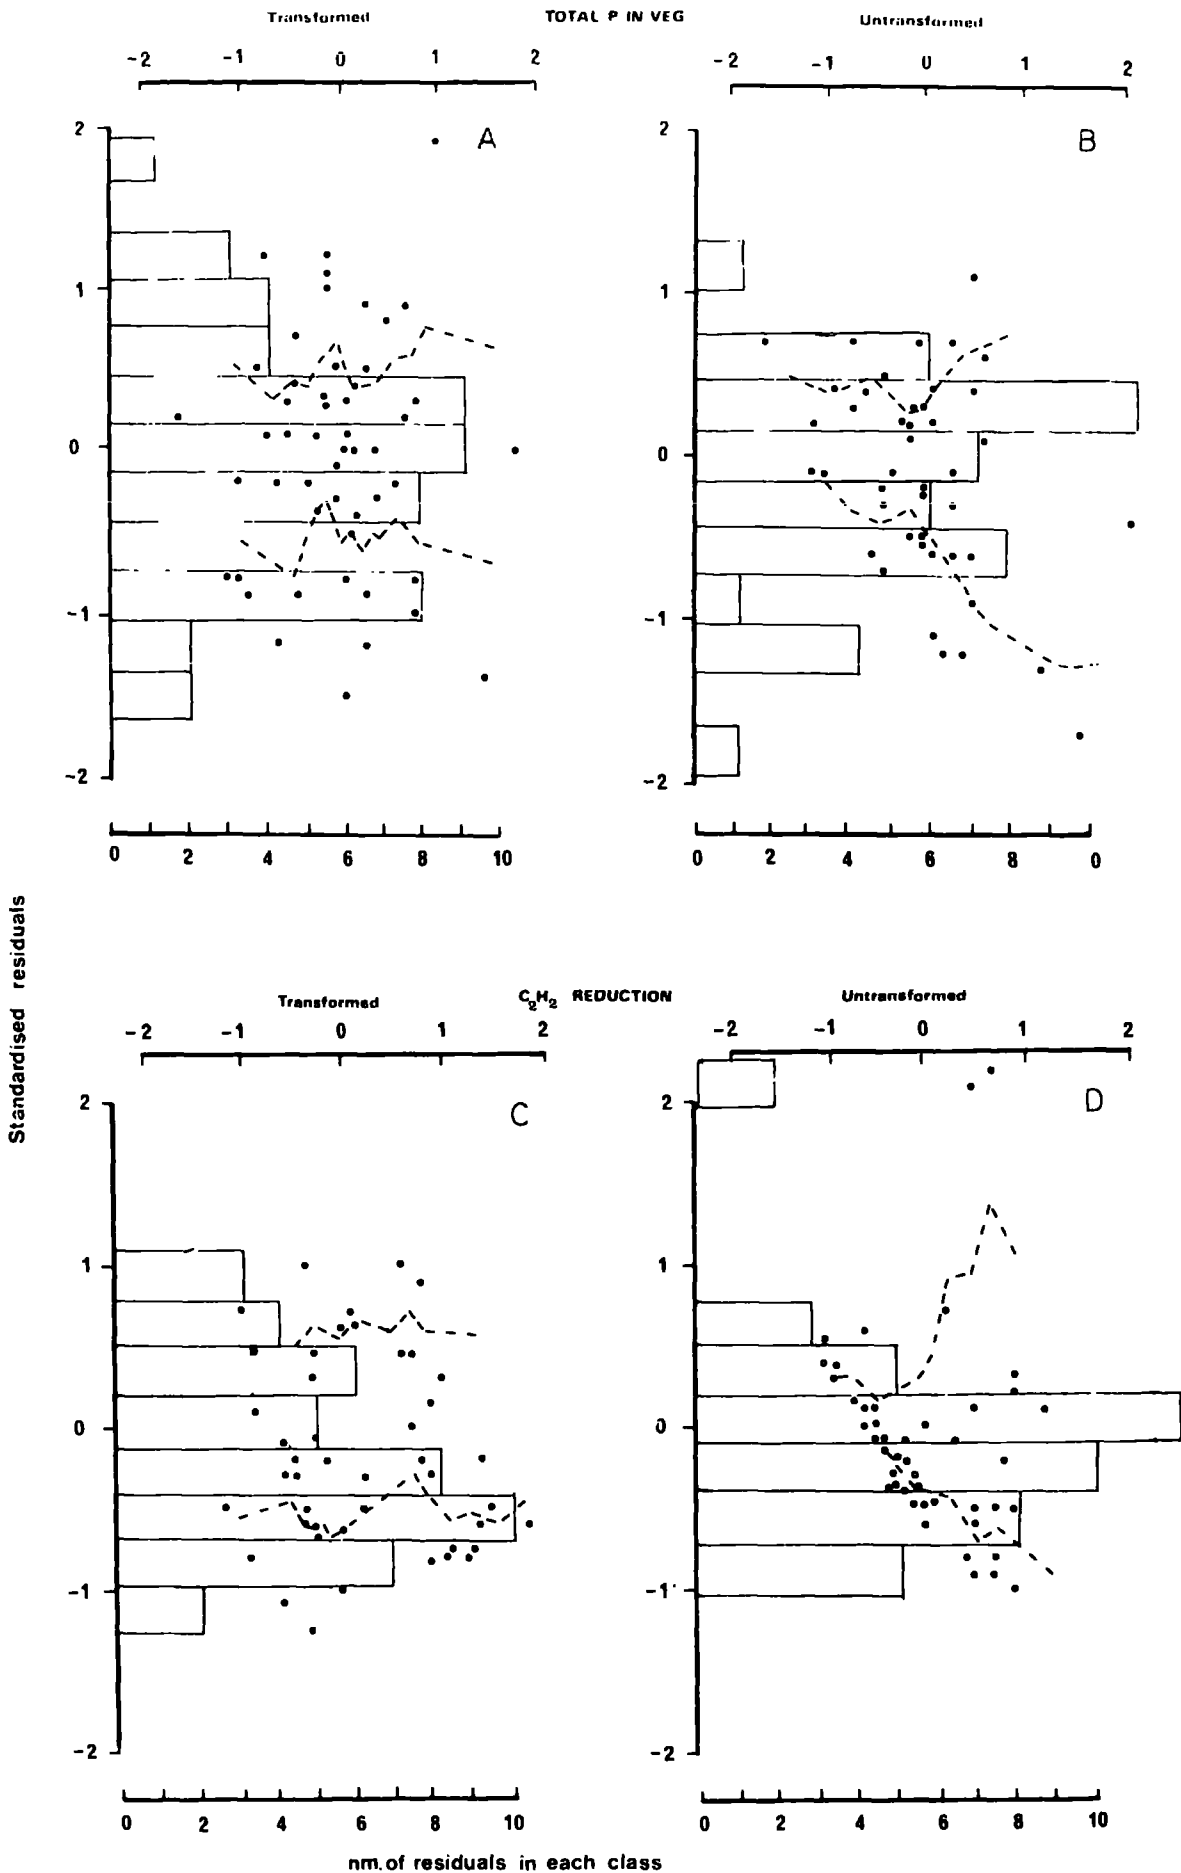 Transformed TOTAL P IN VEG Untransformed
-2 -1 0 1 2 -2 -1 0 1 2
2 A 2 B
1 1
0 0
-1 -1
-2 -2
0 2 4 6 8 10 0 2 4 6 8 0
Standardised residuals
Transformed C2H2 REDUCTION Untransformed
-2 -1 0 1 2 -2 -1 0 1 2
2 C 2 D
1 1
0 0
-1 -1
-2 -2
0 2 4 6 8 10 0 2 4 6 8 10
nm. of residuals in each class